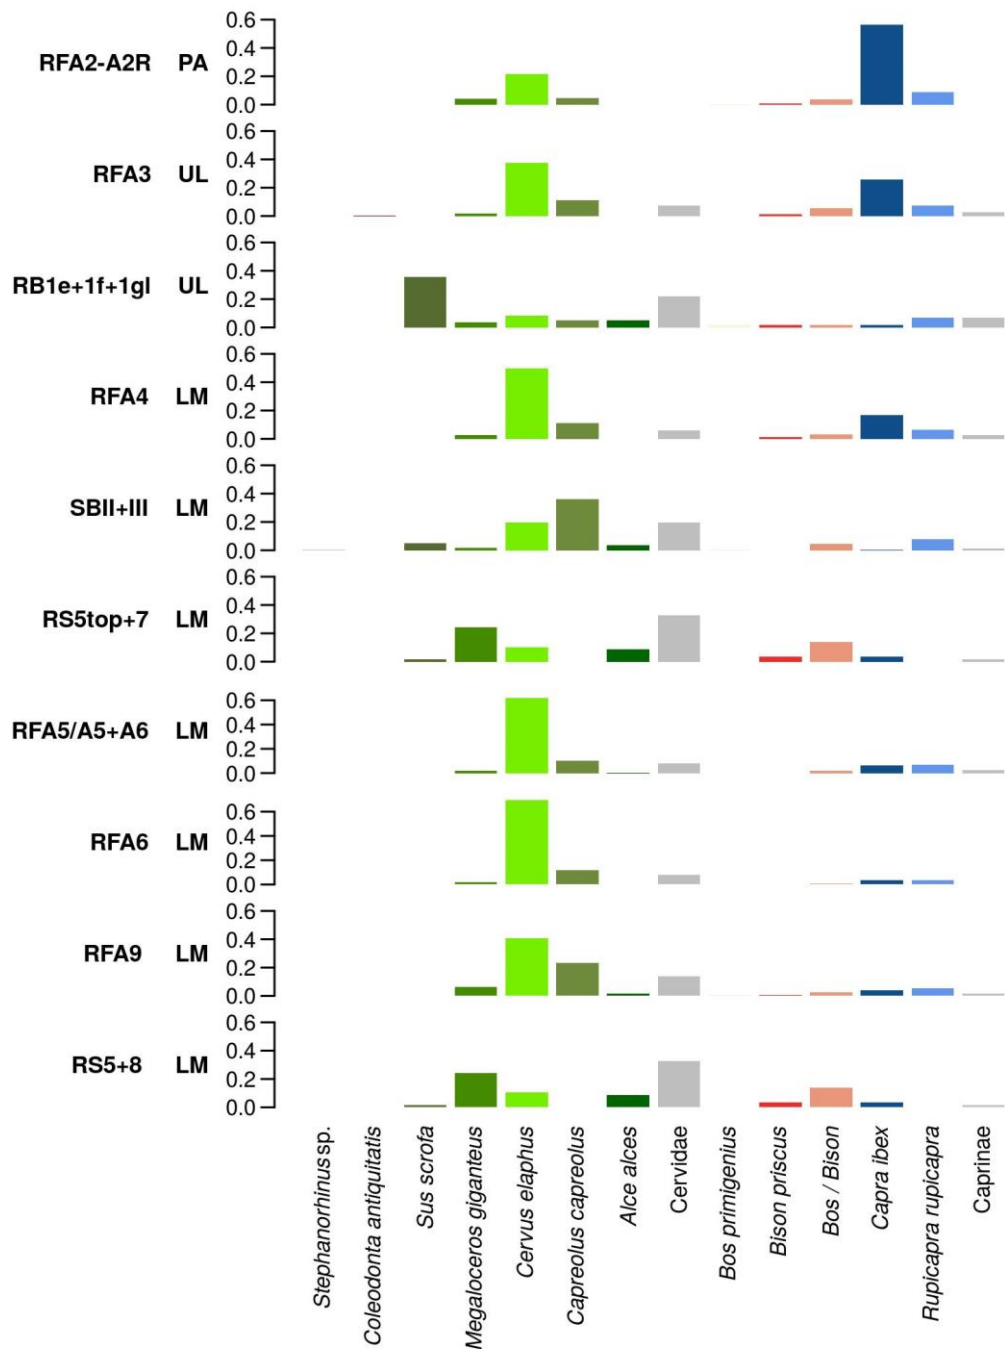 0.6
0.4
RFA2-A2R PA
0.2
0.0
0.6
0.4
RFA3 UL
0.2
0.0
0.6
RB1e+1f+1gl UL
0.4
0.2
0.0
0.6
0.4
RFA4 LM
0.2
0.0
0.6
SBII+III LM
0.4
0.2
0.0
0.6
0.4
RS5top+7 LM
0.2
0.0
0.6
0.4
RFA5/A5+A6 LM
0.2
0.0
0.6
0.4
RFA6 LM
0.2
0.0
0.6
0.4
RFA9 LM
0.2
0.0
0.6
0.4
RS5+8 LM
0.2
0.0
Stephanorhinus sp.
Coleodonta antiquitatis
Sus scrofa
Megaloceros giganteus
Cervus elaphus
Capreolus capreolus
Alce alces
Cervidae
Bos primigenius
Bison priscus
Bos / Bison
Capra ibex
Rupicapra rupicapra
Caprinae